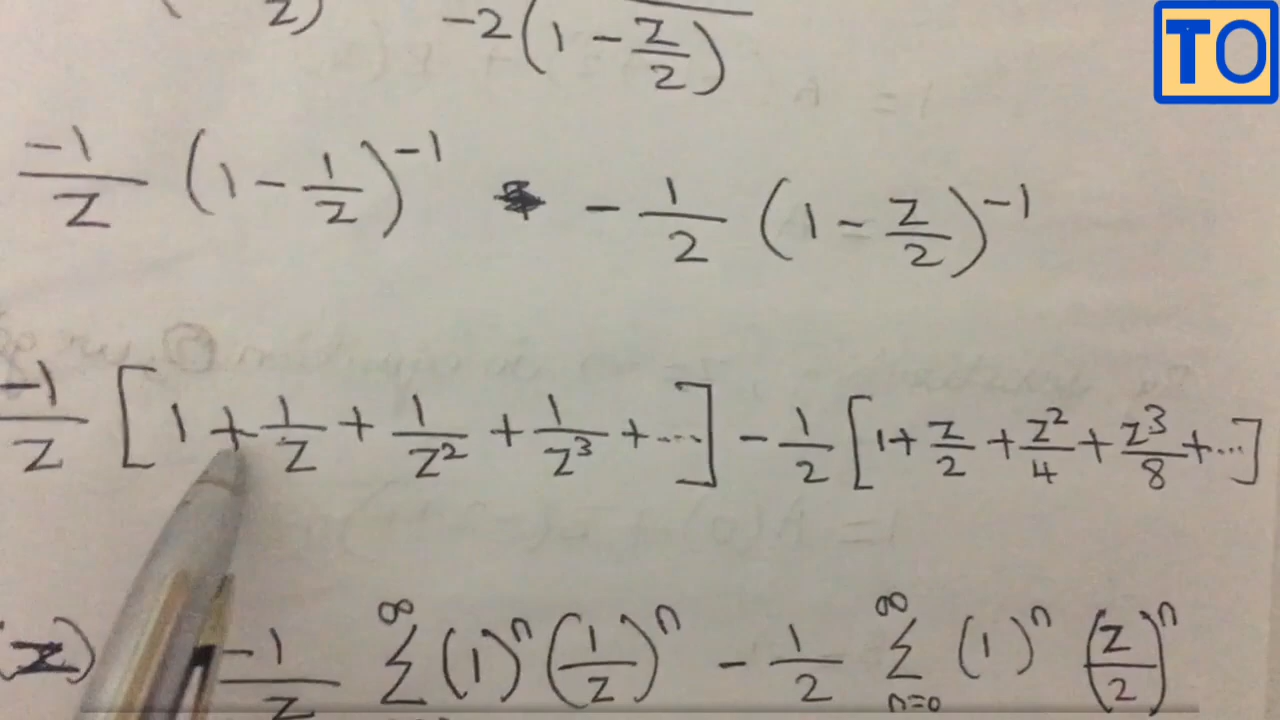 z) -2(1 - z/2) TO
-1/z (1 - 1/z)^-1 - 1/2 (1 - z/2)^-1
-1/z [1 + 1/z + 1/z^2 + 1/z^3 + ...] - 1/2 [1 + z/2 + z^2/4 + z^3/8 + ...]
(z) -1/z ∞ Σ (1)^n (1/z)^n - 1/2 ∞ Σ n=0 (1)^n (z/2)^n